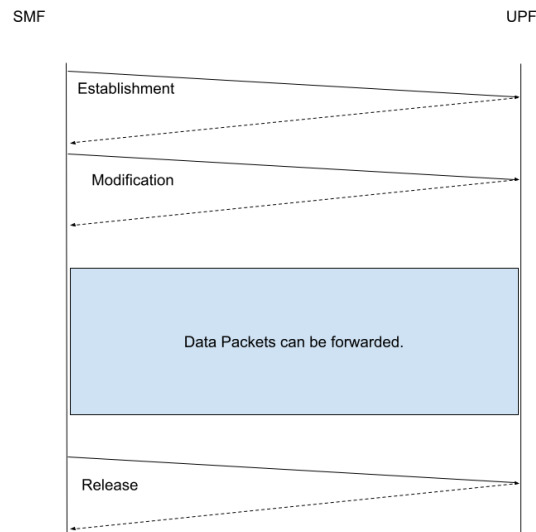 SMF
UPF
Establishment
Modification
Data Packets can be forwarded.
Release